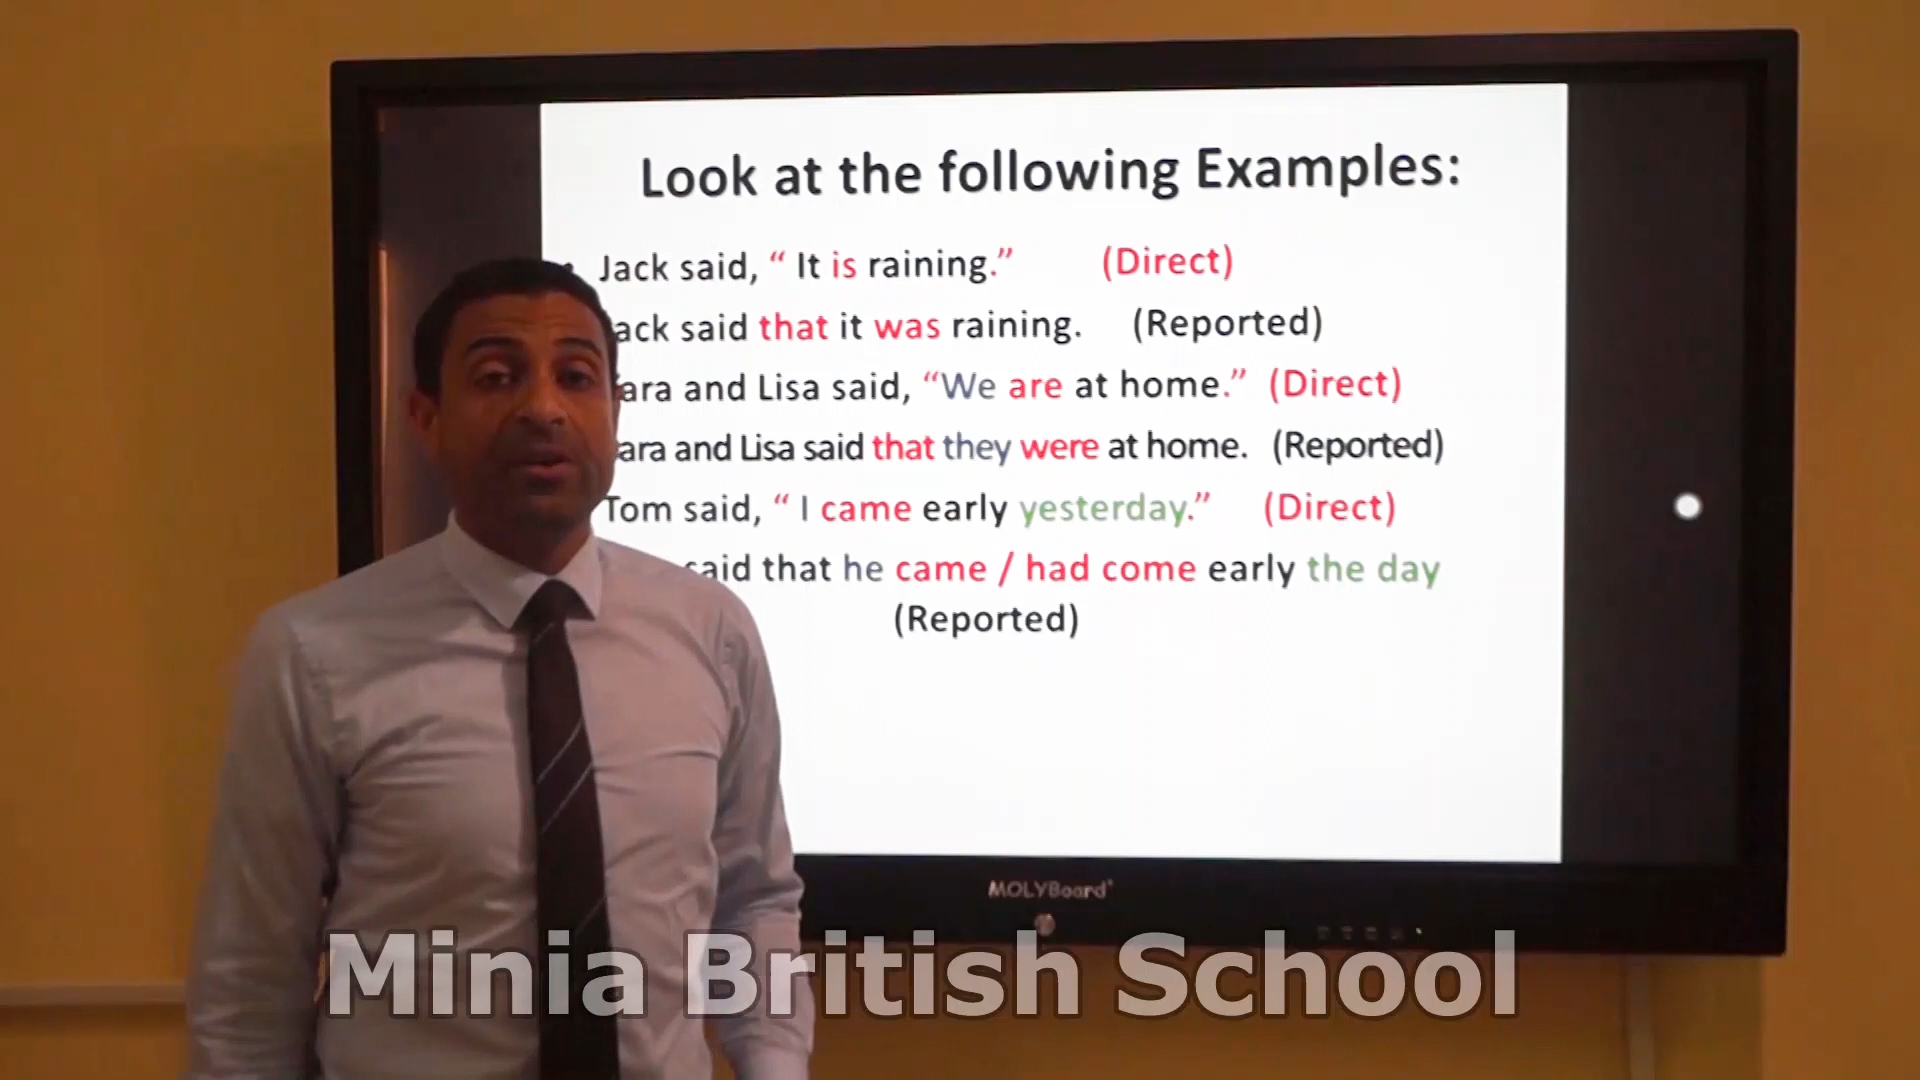 Look at the following Examples:
Jack said, “ It is raining.” (Direct)
ack said that it was raining. (Reported)
ara and Lisa said, “We are at home.” (Direct)
ara and Lisa said that they were at home. (Reported)
Tom said, “ I came early yesterday.” (Direct)
said that he came / had come early the day
(Reported)
MOLYBoard
Minia British School